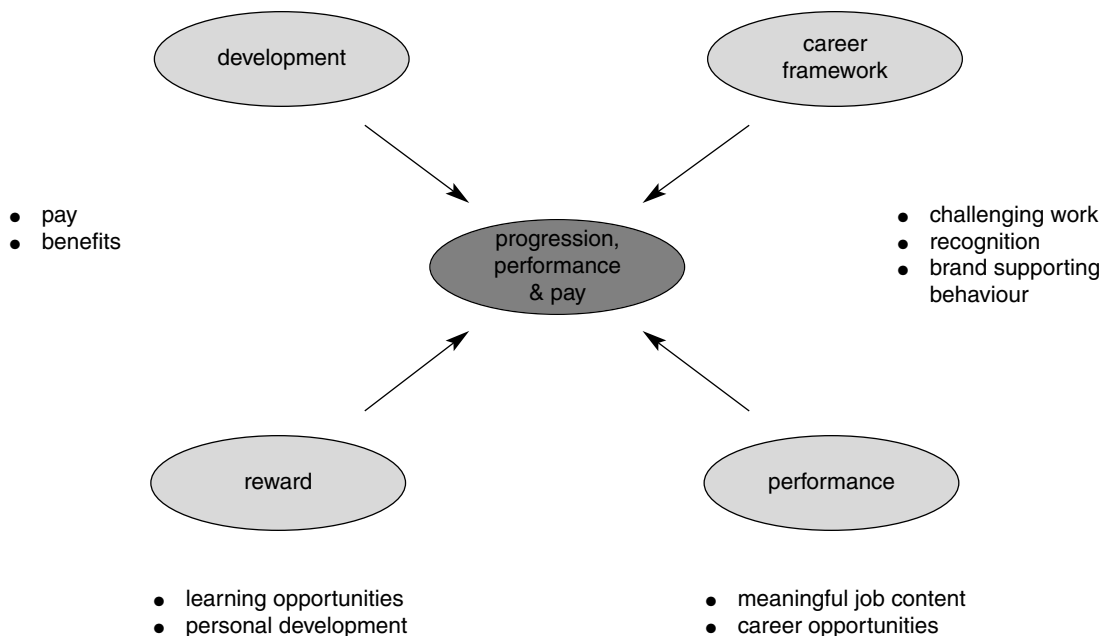 development
career
framework
● pay
● benefits
progression,
performance
& pay
● challenging work
● recognition
● brand supporting
behaviour
reward
performance
● learning opportunities
● personal development
● meaningful job content
● career opportunities